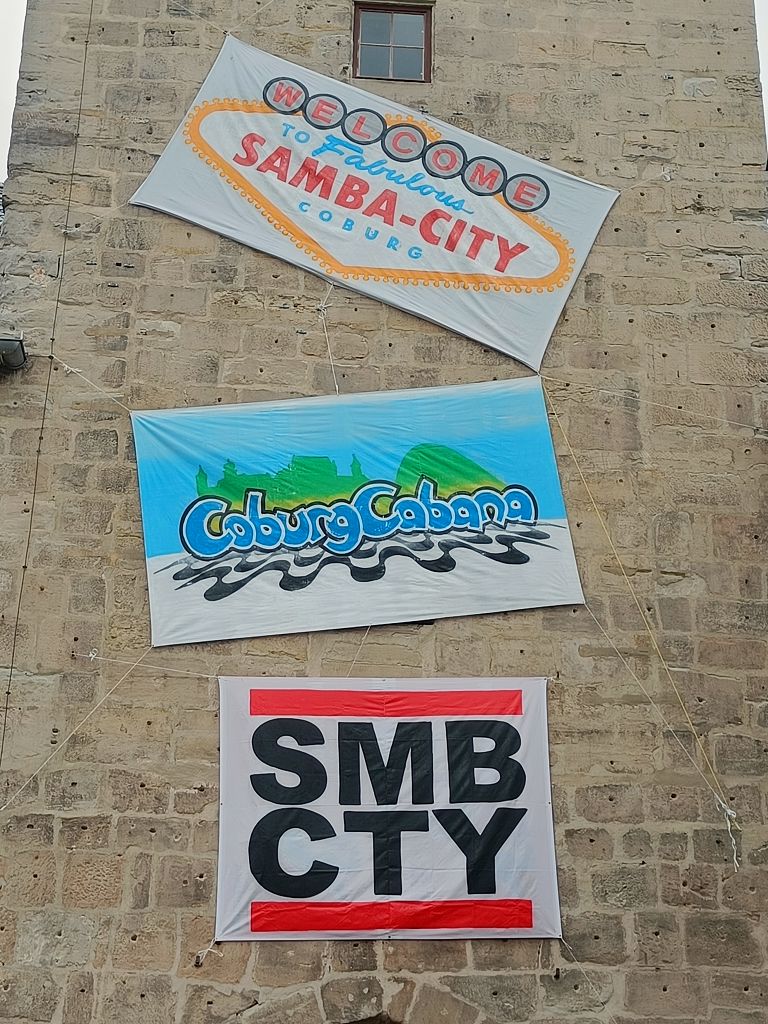 WELCOME
TO Fabulous
SAMBA-CITY
COBURG
CoburgCabana
SMB
CTY